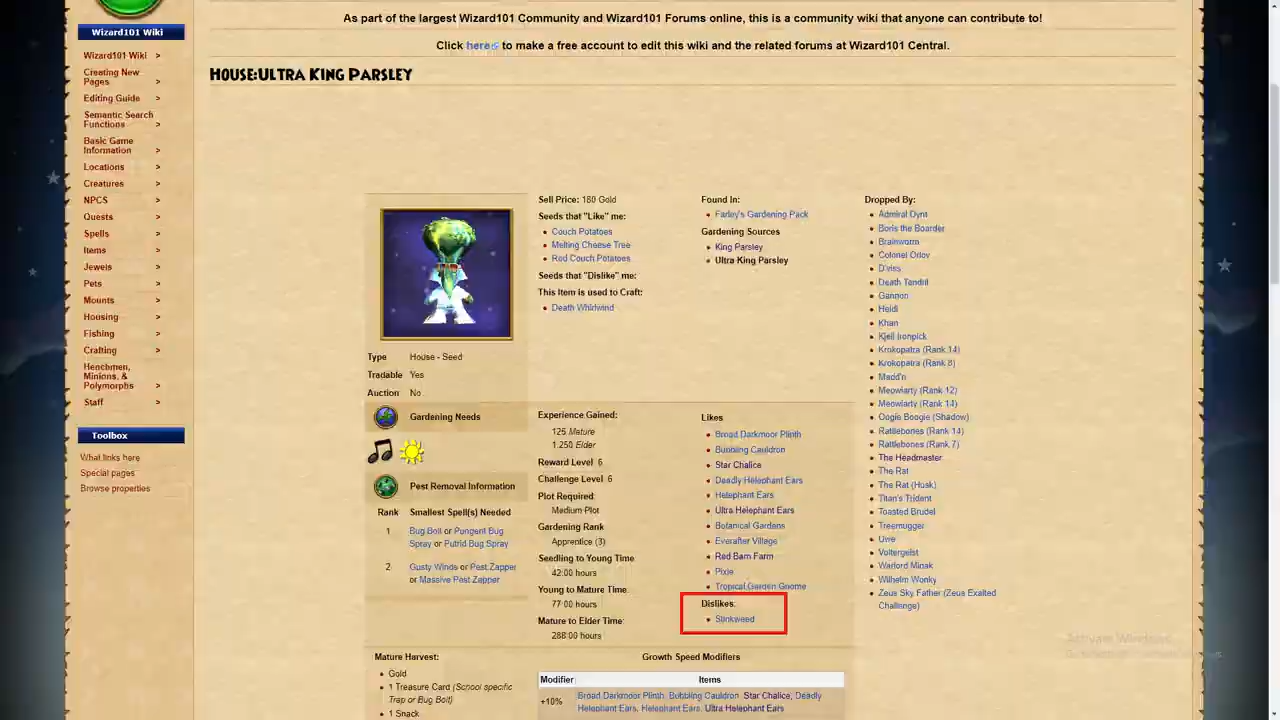 As part of the largest Wizard101 Community and Wizard101 Forums online, this is a community wiki that anyone can contribute to!
Click here to make a free account to edit this wiki and the related forums at Wizard101 Central.
House:Ultra King Parsley
Wizard101 Wiki
Wizard101 Wiki >
Creating New
Pages >
Editing Guide >
Semantic Search
Functions >
Basic Game
Information >
Locations >
Creatures >
NPCS >
Quests >
Spells >
Items >
Jewels >
Pets >
Mounts >
Housing >
Fishing >
Crafting >
Henchmen,
Minions, &
Polymorphs >
Staff >
Toolbox
What links here
Special pages
Browse properties
Type House - Seed
Tradable Yes
Auction No
Gardening Needs
Pest Removal Information
Rank Smallest Spell(s) Needed
1 Bug Bolt or Pungent Bug
Spray or Putrid Bug Spray
2 Gusty Winds or Pest Zapper
or Massive Pest Zapper
Sell Price: 180 Gold
Seeds that "Like" me:
Couch Potatoes
Melting Cheese Tree
Red Couch Potatoes
Seeds that "Dislike" me:
This Item is used to Craft:
Death Whirlwind
Found In:
Farley's Gardening Pack
Gardening Sources
King Parsley
Ultra King Parsley
Dropped By:
Admiral Dynt
Boris the Boarder
Brainworm
Colonel Orlov
D'viss
Death Tendril
Gannon
Heidi
Khan
Kjell Ironpick
Krokopatra (Rank 14)
Krokopatra (Rank 8)
Madd'n
Meowiarty (Rank 12)
Meowiarty (Rank 14)
Oogie Boogie (Shadow)
Rattlebones (Rank 14)
Rattlebones (Rank 7)
The Headmaster
The Rat
The Rat (Husk)
Titan's Trident
Toasted Brudel
Treemugger
Uwe
Voltergeist
Warlord Minak
Wilhelm Wonky
Zeus Sky Father (Zeus Exalted
Challenge)
Experience Gained:
125 Mature
1,250 Elder
Reward Level 6
Challenge Level 6
Plot Required:
Medium Plot
Gardening Rank
Apprentice (3)
Seedling to Young Time
42:00 hours
Young to Mature Time:
77:00 hours
Mature to Elder Time:
288:00 hours
Likes
Broad Darkmoor Plinth
Bubbling Cauldron
Star Chalice
Deadly Helephant Ears
Helephant Ears
Ultra Helephant Ears
Botanical Gardens
Everafter Village
Red Barn Farm
Pixie
Tropical Garden Gnome
Dislikes:
Stinkweed
Mature Harvest:
Gold
1 Treasure Card (School specific
Trap or Bug Bolt)
1 Snack
Growth Speed Modifiers
Modifier Items
+10% Broad Darkmoor Plinth, Bubbling Cauldron, Star Chalice, Deadly
Helephant Ears, Helephant Ears, Ultra Helephant Ears
Activate Windows